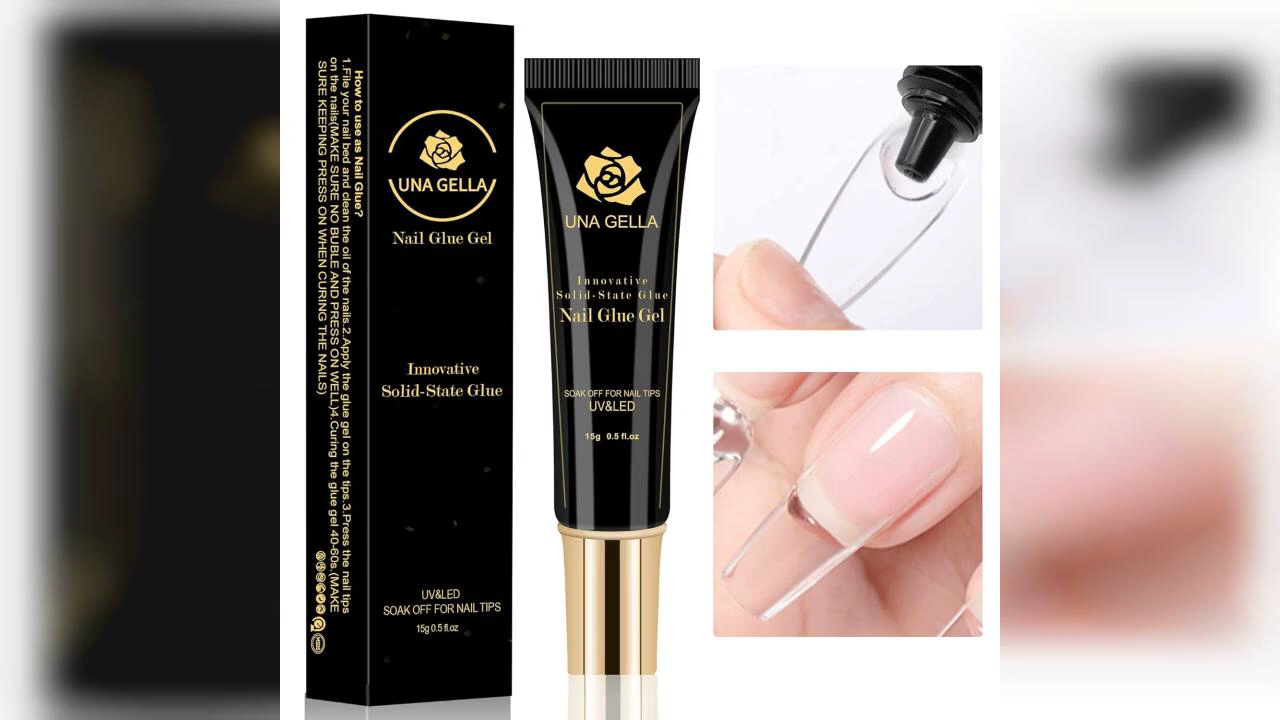 How to use as Nail Glue?
1.File your nail bed and clean the oil of the nails.2.Apply the glue gel on the tips.3.Press the nail tips
on the nails(MAKE SURE NO BUBLE AND PRESS ON WELL)4.Curing the glue gel 40-60s.(MAKE
SURE KEEPING PRESS ON WHEN CURING THE NAILS)
UNA GELLA
Nail Glue Gel
Innovative
Solid-State Glue
UV&LED
SOAK OFF FOR NAIL TIPS
15g 0.5 fl.oz
UNA GELLA
Innovative
Solid-State Glue
Nail Glue Gel
SOAK OFF FOR NAIL TIPS
UV&LED
15g 0.5 fl.oz